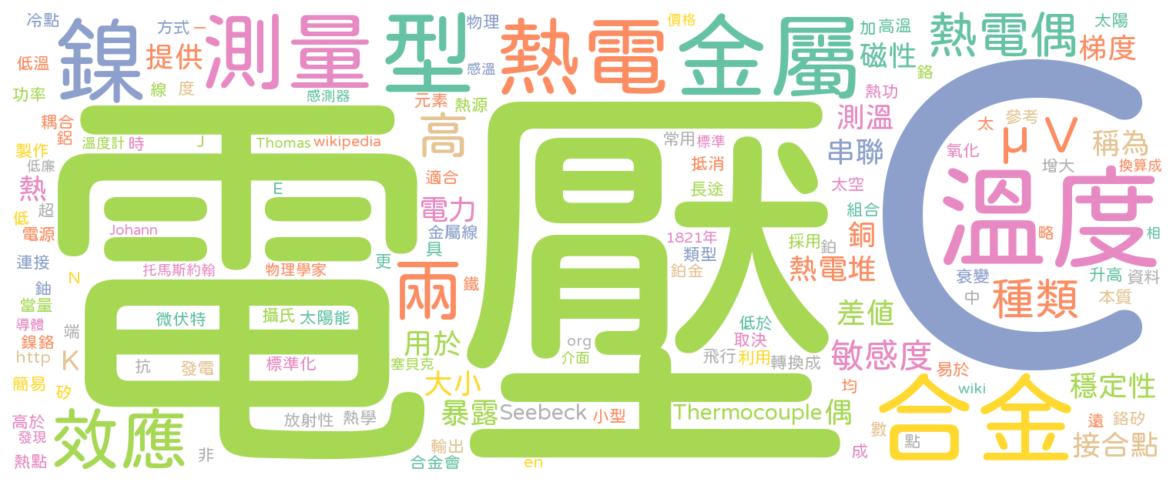 冷點
方式
一
物理
價格
加
高溫
太陽
鎳
提供
測量
型
熱電
金屬
磁性
熱電偶
梯度
低溫
感溫
鉻
功率
線
度
感測器
元素
熱源
熱功
耦合
鋁
溫度計
時
J
Thomas
wikipedia
高
常用
標準
測溫
太
參考
μV
稱為
製作
低廉
電壓
抵消
串聯
氧化
增大
換算成
C
熱
E
適合
長途
太空
溫度
超
低
電源
Johann
電力
金屬線
具
1821年
類型
採用
鉑
組合
銅
略
相
連接
托馬斯約翰
物理學家
更
兩
鐵
鉑金
熱電堆
衰變
升高
資料
N
鈾
當量
中
種類
本質
導體
微伏特
攝氏
太陽能
低於
差值
端
鎳鉻
http
K
抗
發電
標準化
用於
塞貝克
org
介面
取決
飛行
利用
轉換成
敏感度
易於
簡易
矽
大小
均
wiki
穩定性
高於
發現
效應
放射性
熱學
暴露
Seebeck
小型
Thermocouple
偶
合金
數
點
遠
鉻矽
接合點
熱點
非
輸出
合金會
en
成